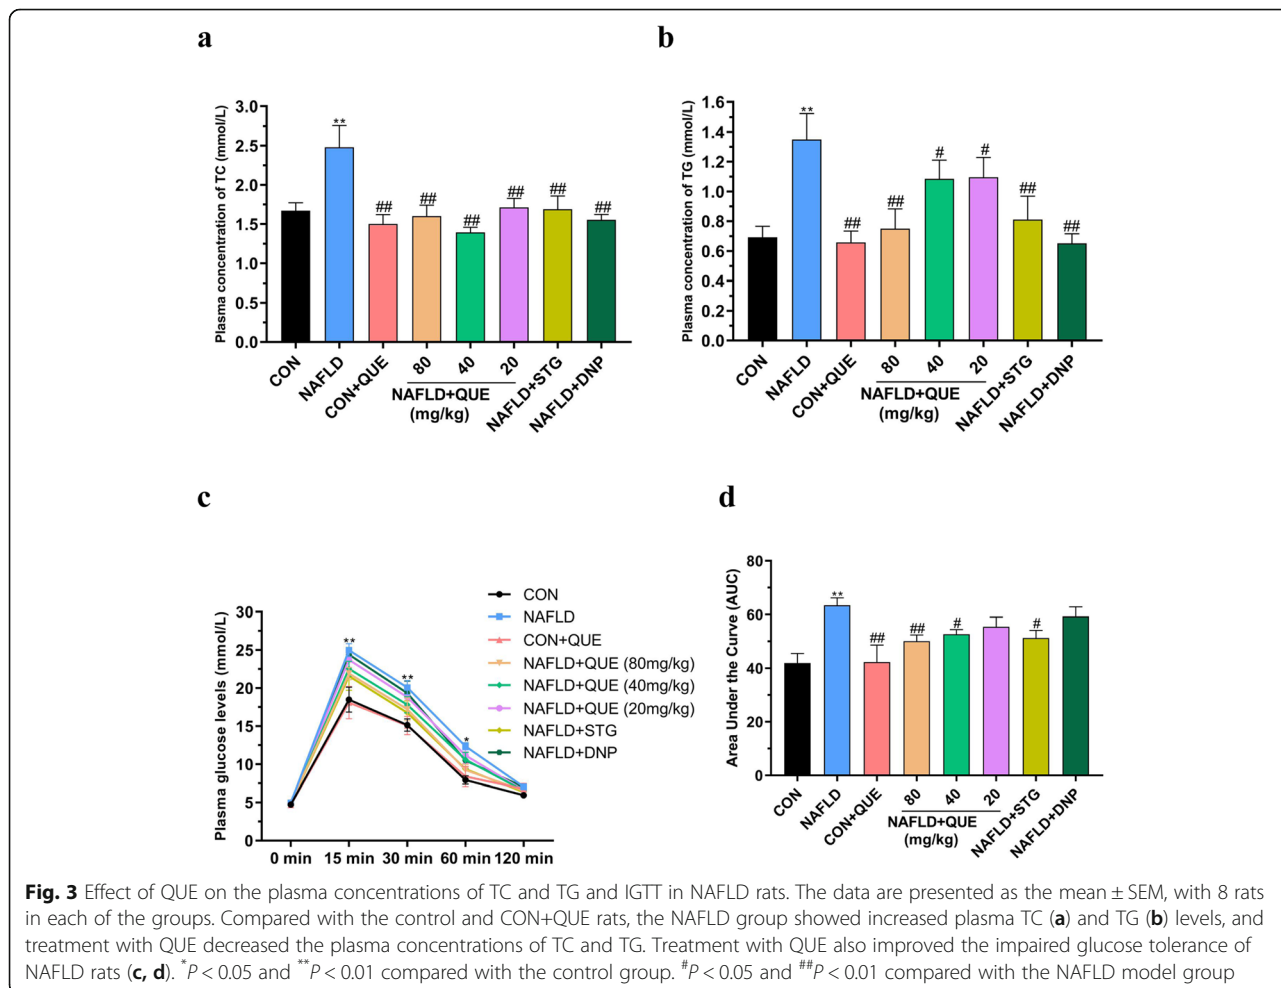 a
Plasma concentration of TC (mmol/L)
3.0
2.5
2.0
1.5
1.0
0.5
0.0
**
##
##
##
##
##
##
CON
NAFLD
CON+QUE
80
40
20
NAFLD+QUE
(mg/kg)
NAFLD+STG
NAFLD+DNP
b
Plasma concentration of TG (mmol/L)
1.6
1.4
1.2
1.0
0.8
0.6
0.4
0.2
0.0
**
##
##
#
#
##
##
CON
NAFLD
CON+QUE
80
40
20
NAFLD+QUE
(mg/kg)
NAFLD+STG
NAFLD+DNP
c
Plasma glucose levels (mmol/L)
30
25
20
15
10
5
0
**
**
*
0 min
15 min
30 min
60 min
120 min
CON
NAFLD
CON+QUE
NAFLD+QUE (80mg/kg)
NAFLD+QUE (40mg/kg)
NAFLD+QUE (20mg/kg)
NAFLD+STG
NAFLD+DNP
d
Area Under the Curve (AUC)
80
60
40
20
0
**
##
##
#
#
CON
NAFLD
CON+QUE
80
40
20
NAFLD+QUE
(mg/kg)
NAFLD+STG
NAFLD+DNP
Fig. 3 Effect of QUE on the plasma concentrations of TC and TG and IGTT in NAFLD rats. The data are presented as the mean ± SEM, with 8 rats
in each of the groups. Compared with the control and CON+QUE rats, the NAFLD group showed increased plasma TC (a) and TG (b) levels, and
treatment with QUE decreased the plasma concentrations of TC and TG. Treatment with QUE also improved the impaired glucose tolerance of
NAFLD rats (c, d). *P < 0.05 and **P < 0.01 compared with the control group. #P < 0.05 and ##P < 0.01 compared with the NAFLD model group